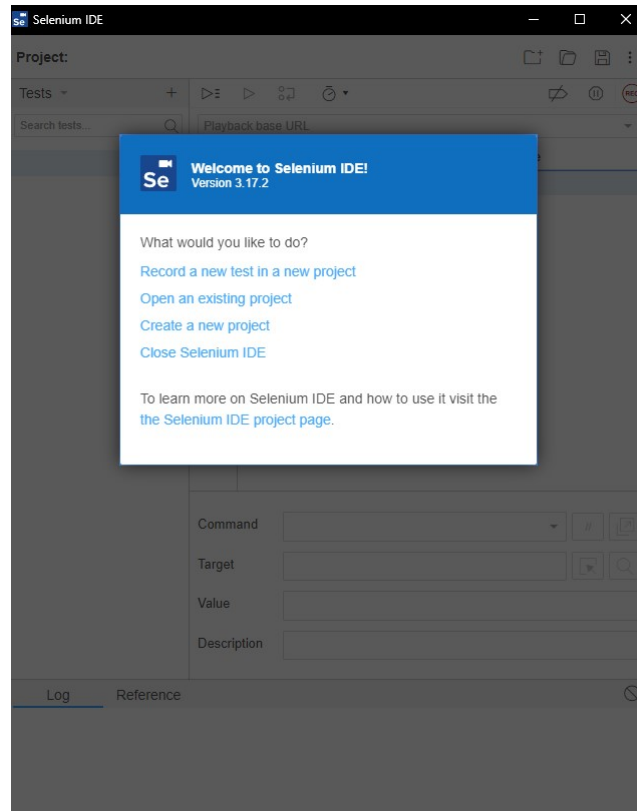 Se Selenium IDE
Project:
Tests
Search tests...
Playback base URL
REC
Se
Welcome to Selenium IDE!
Version 3.17.2
What would you like to do?
Record a new test in a new project
Open an existing project
Create a new project
Close Selenium IDE
To learn more on Selenium IDE and how to use it visit the
the Selenium IDE project page.
Command
//
Target
Value
Description
Log
Reference